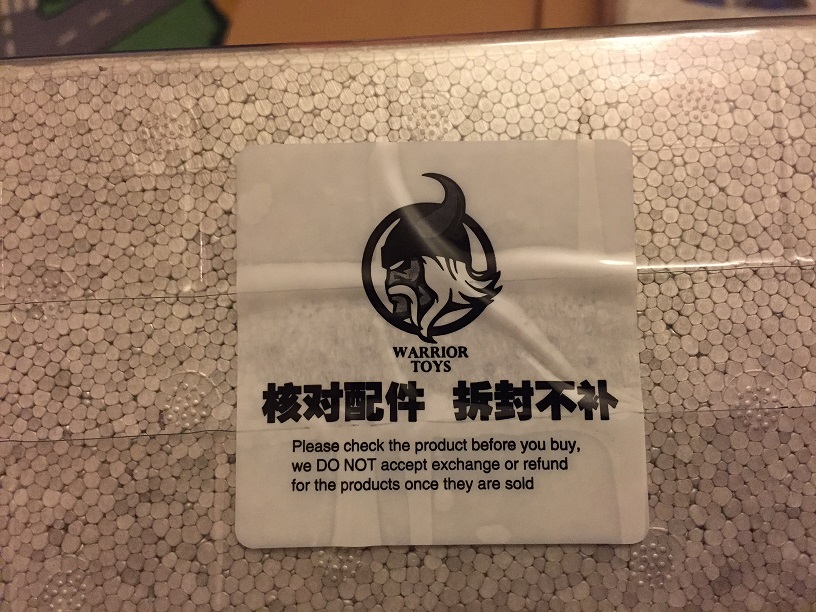 WARRIOR
TOYS
核对配件 拆封不补
Please check the product before you buy,
we DO NOT accept exchange or refund
for the products once they are sold